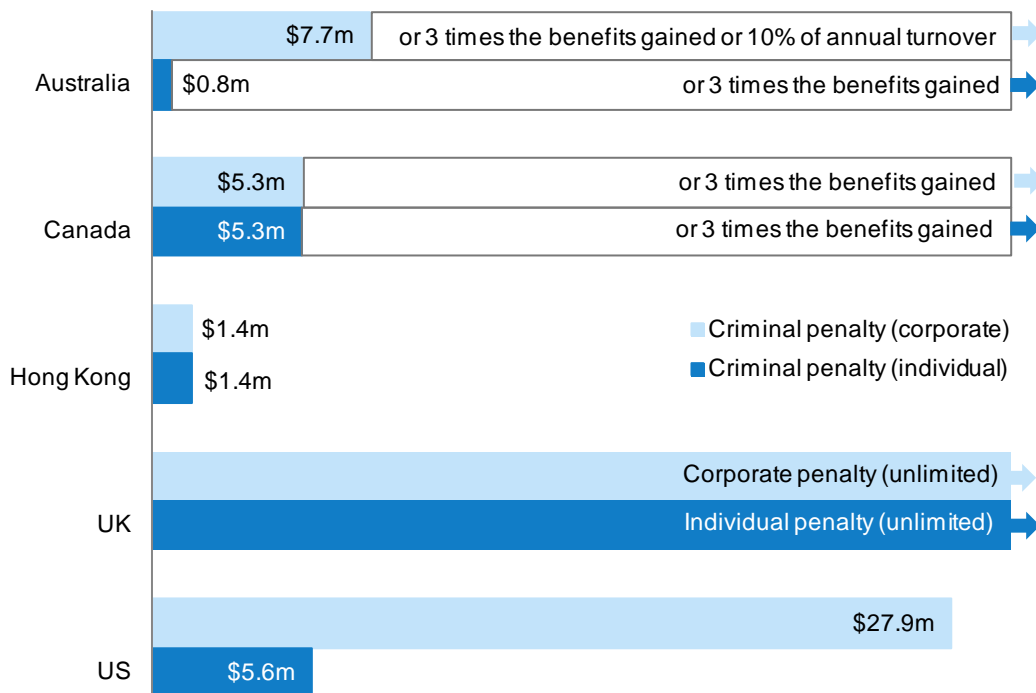 $7.7m or 3 times the benefits gained or 10% of annual turnover
Australia
$0.8m or 3 times the benefits gained
$5.3m or 3 times the benefits gained
Canada
$5.3m or 3 times the benefits gained
$1.4m
Hong Kong
$1.4m
Criminal penalty (corporate)
Criminal penalty (individual)
Corporate penalty (unlimited)
UK
Individual penalty (unlimited)
$27.9m
US
$5.6m